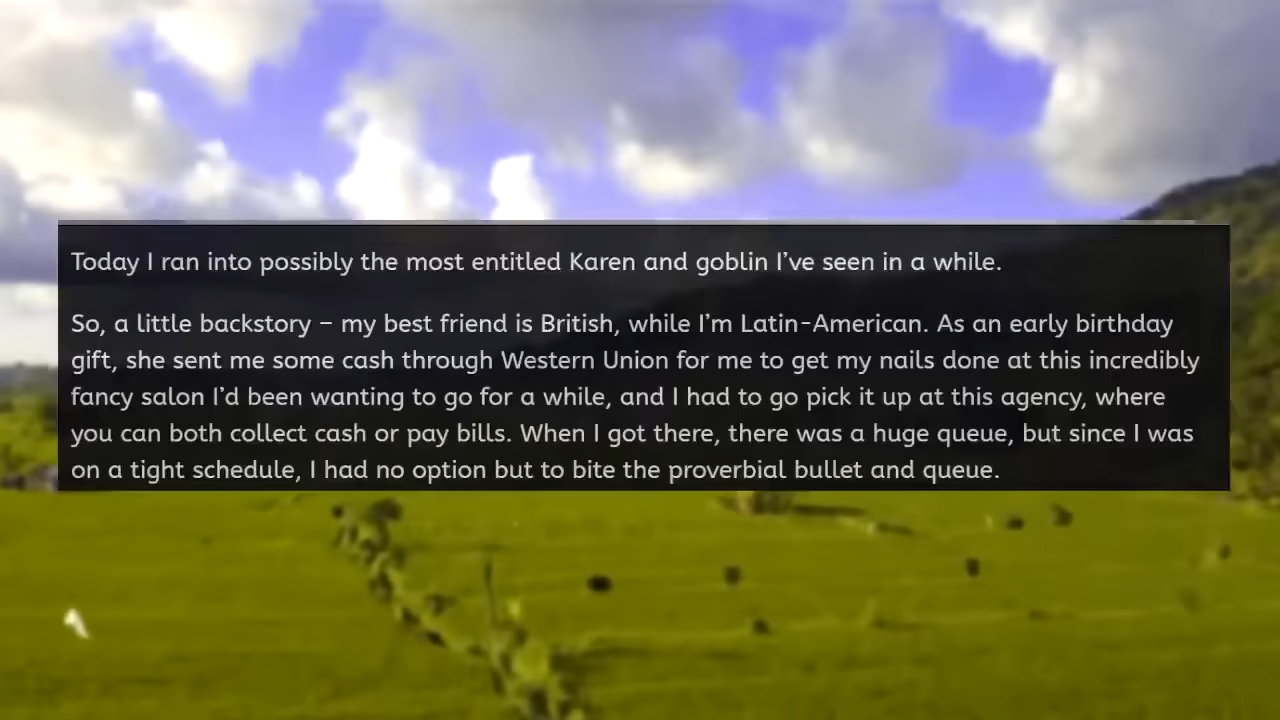 Today I ran into possibly the most entitled Karen and goblin I've seen in a while.
So, a little backstory – my best friend is British, while I'm Latin-American. As an early birthday
gift, she sent me some cash through Western Union for me to get my nails done at this incredibly
fancy salon I'd been wanting to go for a while, and I had to go pick it up at this agency, where
you can both collect cash or pay bills. When I got there, there was a huge queue, but since I was
on a tight schedule, I had no option but to bite the proverbial bullet and queue.